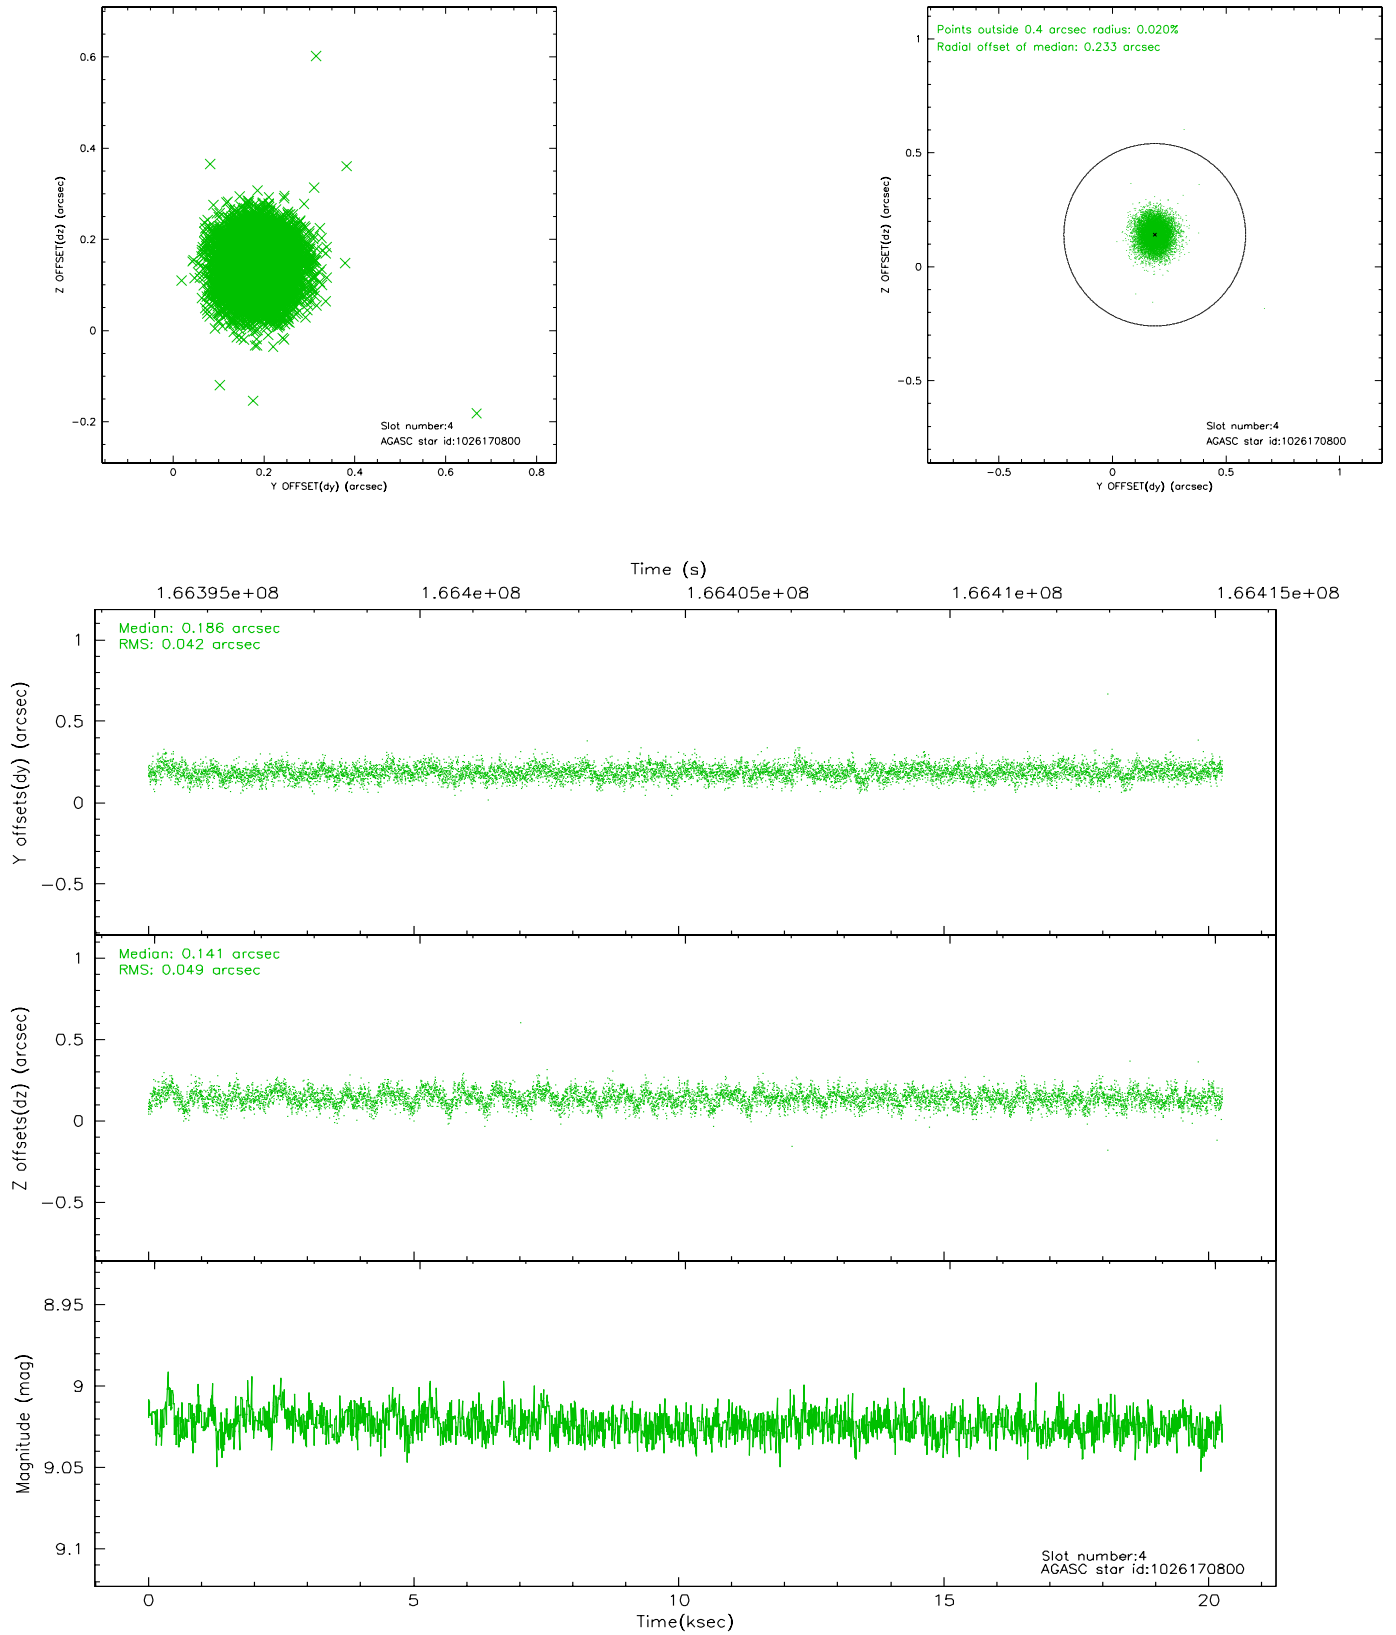 0.6
0.4
0.2
0
−0.2
Z OFFSET(dz) (arcsec)
Slot number:4
AGASC star id:1026170800
0 0.2 0.4 0.6 0.8
Y OFFSET(dy) (arcsec)
Points outside 0.4 arcsec radius: 0.020%
Radial offset of median: 0.233 arcsec
1
0.5
0
−0.5
Z OFFSET(dz) (arcsec)
Slot number:4
AGASC star id:1026170800
−0.5 0 0.5 1
Y OFFSET(dy) (arcsec)
Time (s)
1.66395e+08 1.664e+08 1.66405e+08 1.6641e+08 1.66415e+08
Median: 0.186 arcsec
RMS: 0.042 arcsec
1
0.5
0
−0.5
Y offsets(dy) (arcsec)
Median: 0.141 arcsec
RMS: 0.049 arcsec
1
0.5
0
−0.5
Z offsets(dz) (arcsec)
8.95
9
9.05
9.1
Magnitude (mag)
Slot number:4
AGASC star id:1026170800
0 5 10 15 20
Time(ksec)